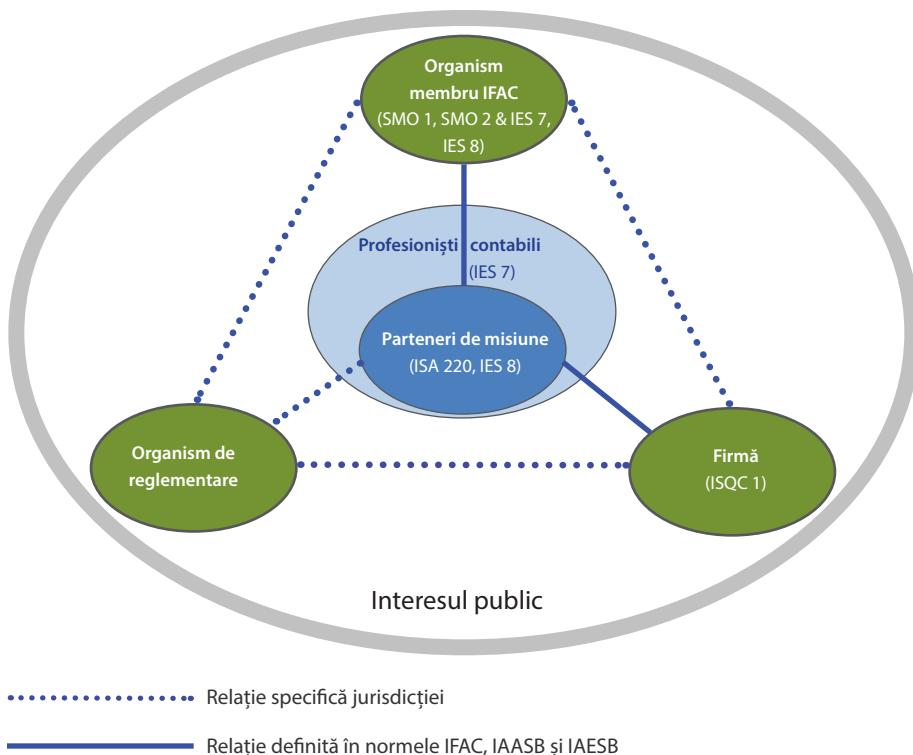 Organism
membru IFAC
(SMO 1, SMO 2 & IES 7,
IES 8)
Profesioniști contabili
(IES 7)
Parteneri de misiune
(ISA 220, IES 8)
Organism de
reglementare
Firmă
(ISQC 1)
Interesul public
Relație specifică jurisdicției
Relație definită în normele IFAC, IAASB și IAESB